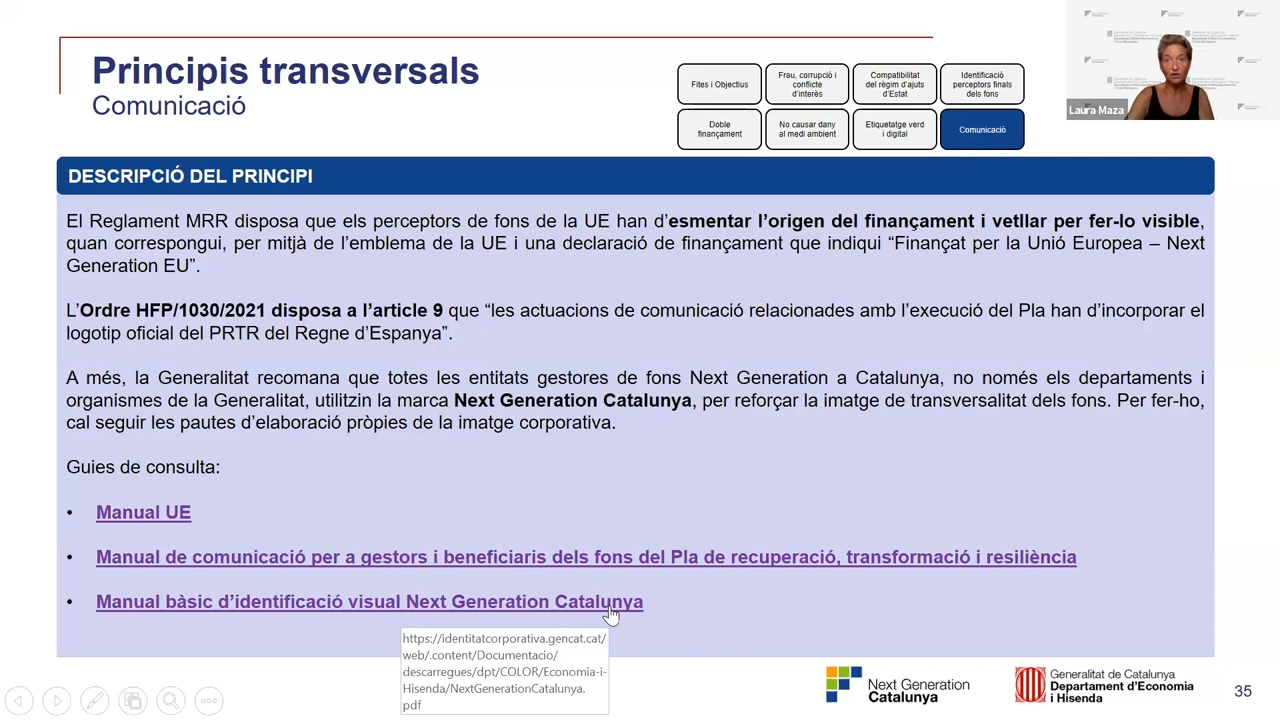 Principis transversals
Comunicació
Fites i Objectius
Frau, corrupció i
conflicte
d'interès
Compatibilitat
del règim d'ajuts
d'Estat
Identificació
perceptors finals
dels fons
Doble
finançament
No causar dany
al medi ambient
Etiquetatge verd
i digital
Comunicació
Laura Maza
DESCRIPCIÓ DEL PRINCIPI
El Reglament MRR disposa que els perceptors de fons de la UE han d’esmentar l’origen del finançament i vetllar per fer-lo visible,
quan correspongui, per mitjà de l’emblema de la UE i una declaració de finançament que indiqui “Finançat per la Unió Europea – Next
Generation EU”.
L’Ordre HFP/1030/2021 disposa a l’article 9 que “les actuacions de comunicació relacionades amb l’execució del Pla han d’incorporar el
logotip oficial del PRTR del Regne d’Espanya”.
A més, la Generalitat recomana que totes les entitats gestores de fons Next Generation a Catalunya, no només els departaments i
organismes de la Generalitat, utilitzin la marca Next Generation Catalunya, per reforçar la imatge de transversalitat dels fons. Per fer-ho,
cal seguir les pautes d’elaboració pròpies de la imatge corporativa.
Guies de consulta:
• Manual UE
• Manual de comunicació per a gestors i beneficiaris dels fons del Pla de recuperació, transformació i resiliència
• Manual bàsic d’identificació visual Next Generation Catalunya
https://identitatcorporativa.gencat.cat/
web/.content/Documentacio/
descarregues/dpt/COLOR/Economia-i-
Hisenda/NextGenerationCatalunya.
pdf
Next Generation
Catalunya
Generalitat de Catalunya
Departament d'Economia
i Hisenda
35